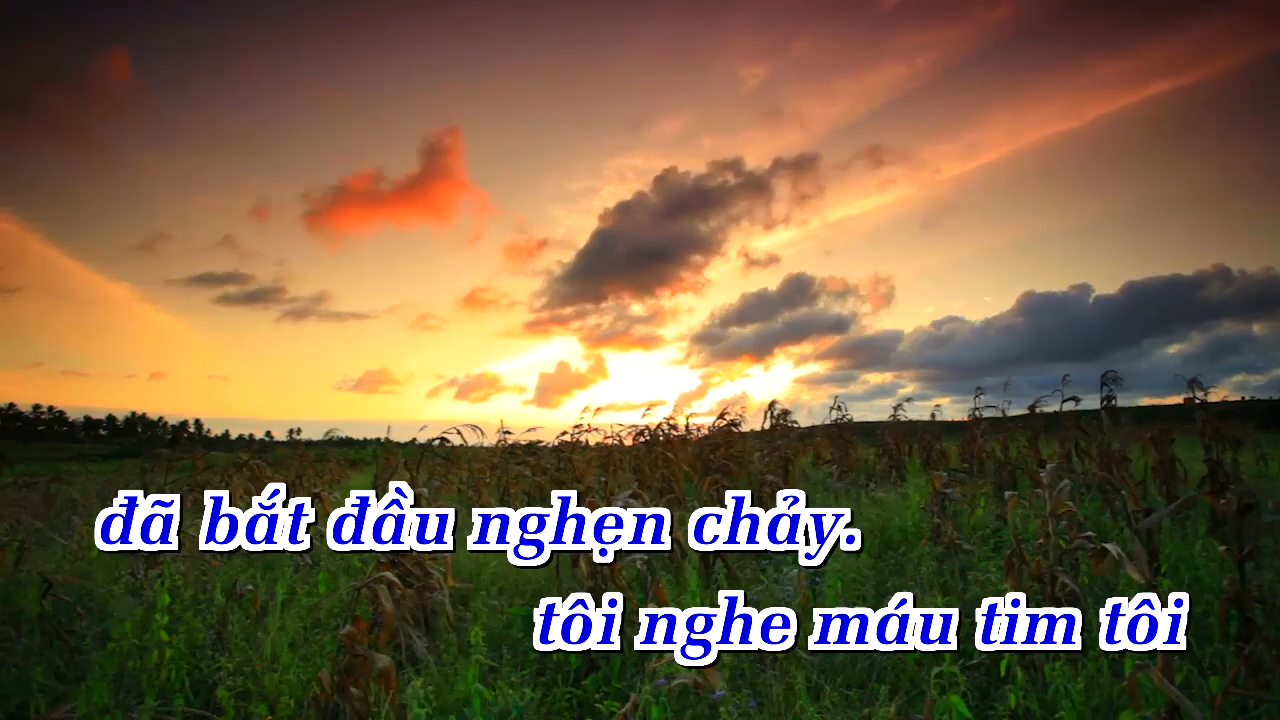 đã bắt đầu nghẹn chảy.
tôi nghe máu tim tôi